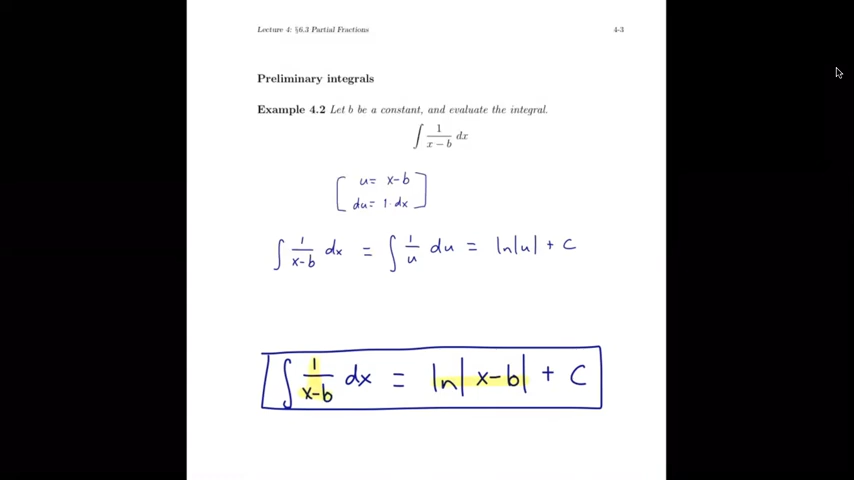 Lecture 4: §6.3 Partial Fractions 4-3
Preliminary integrals
Example 4.2 Let b be a constant, and evaluate the integral.
∫ 1/(x − b) dx
[ u = x-b
du = 1·dx ]
∫ 1/(x-b) dx = ∫ 1/u du = ln|u| + C
∫ 1/(x-b) dx = ln|x-b| + C